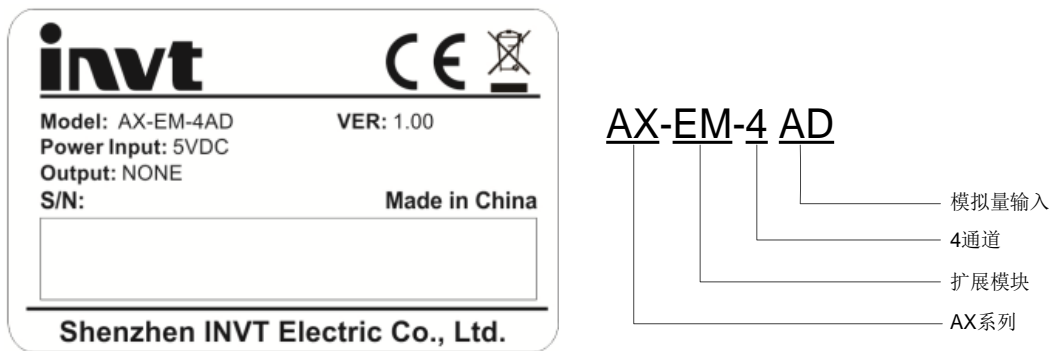 invt CE
Model: AX-EM-4AD VER: 1.00
Power Input: 5VDC
Output: NONE
S/N: Made in China
Shenzhen INVT Electric Co., Ltd.
AX-EM-4 AD
模拟量输入
4通道
扩展模块
AX系列